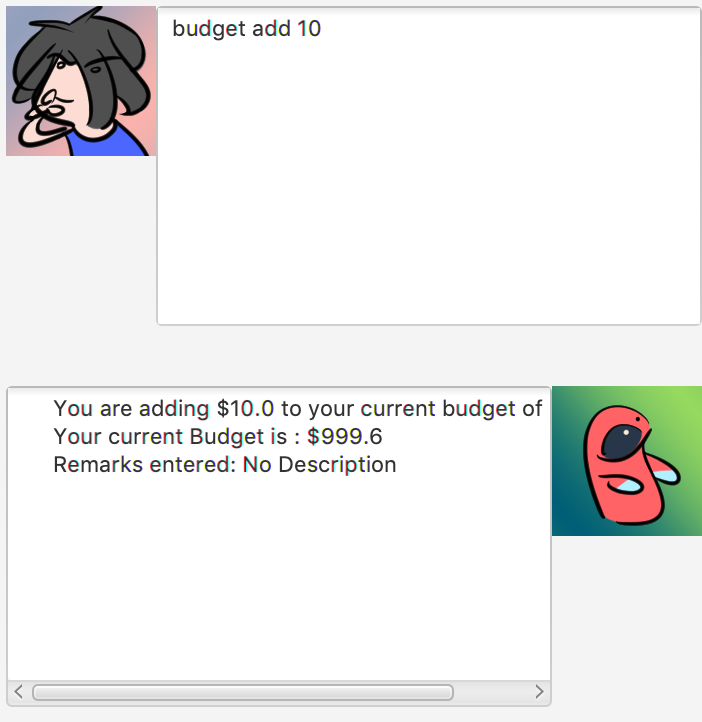 budget add 10
You are adding $10.0 to your current budget of
Your current Budget is : $999.6
Remarks entered: No Description